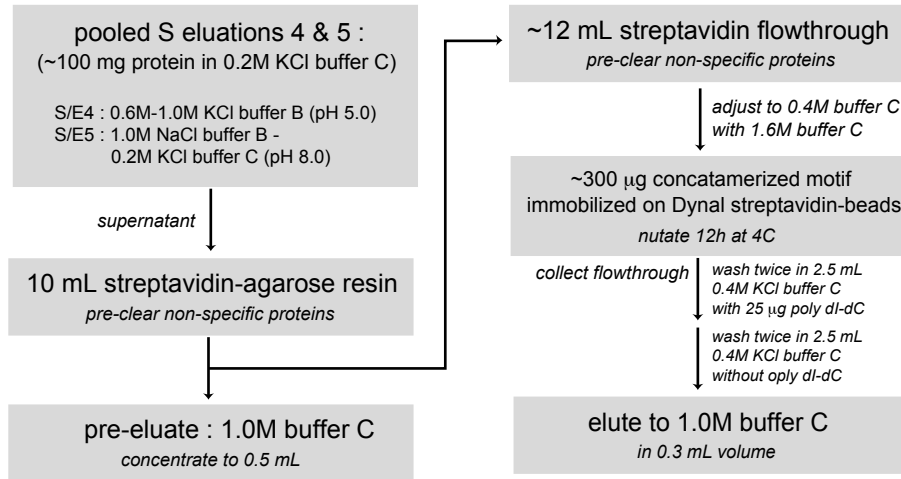 pooled S eluations 4 & 5 :
(~100 mg protein in 0.2M KCl buffer C)
S/E4 : 0.6M-1.0M KCl buffer B (pH 5.0)
S/E5 : 1.0M NaCl buffer B -
0.2M KCl buffer C (pH 8.0)
supernatant
10 mL streptavidin-agarose resin
pre-clear non-specific proteins
pre-eluate : 1.0M buffer C
concentrate to 0.5 mL
~12 mL streptavidin flowthrough
pre-clear non-specific proteins
adjust to 0.4M buffer C
with 1.6M buffer C
~300 μg concatamerized motif
immobilized on Dynal streptavidin-beads
nutate 12h at 4C
collect flowthrough
wash twice in 2.5 mL
0.4M KCl buffer C
with 25 μg poly dI-dC
wash twice in 2.5 mL
0.4M KCl buffer C
without oply dI-dC
elute to 1.0M buffer C
in 0.3 mL volume